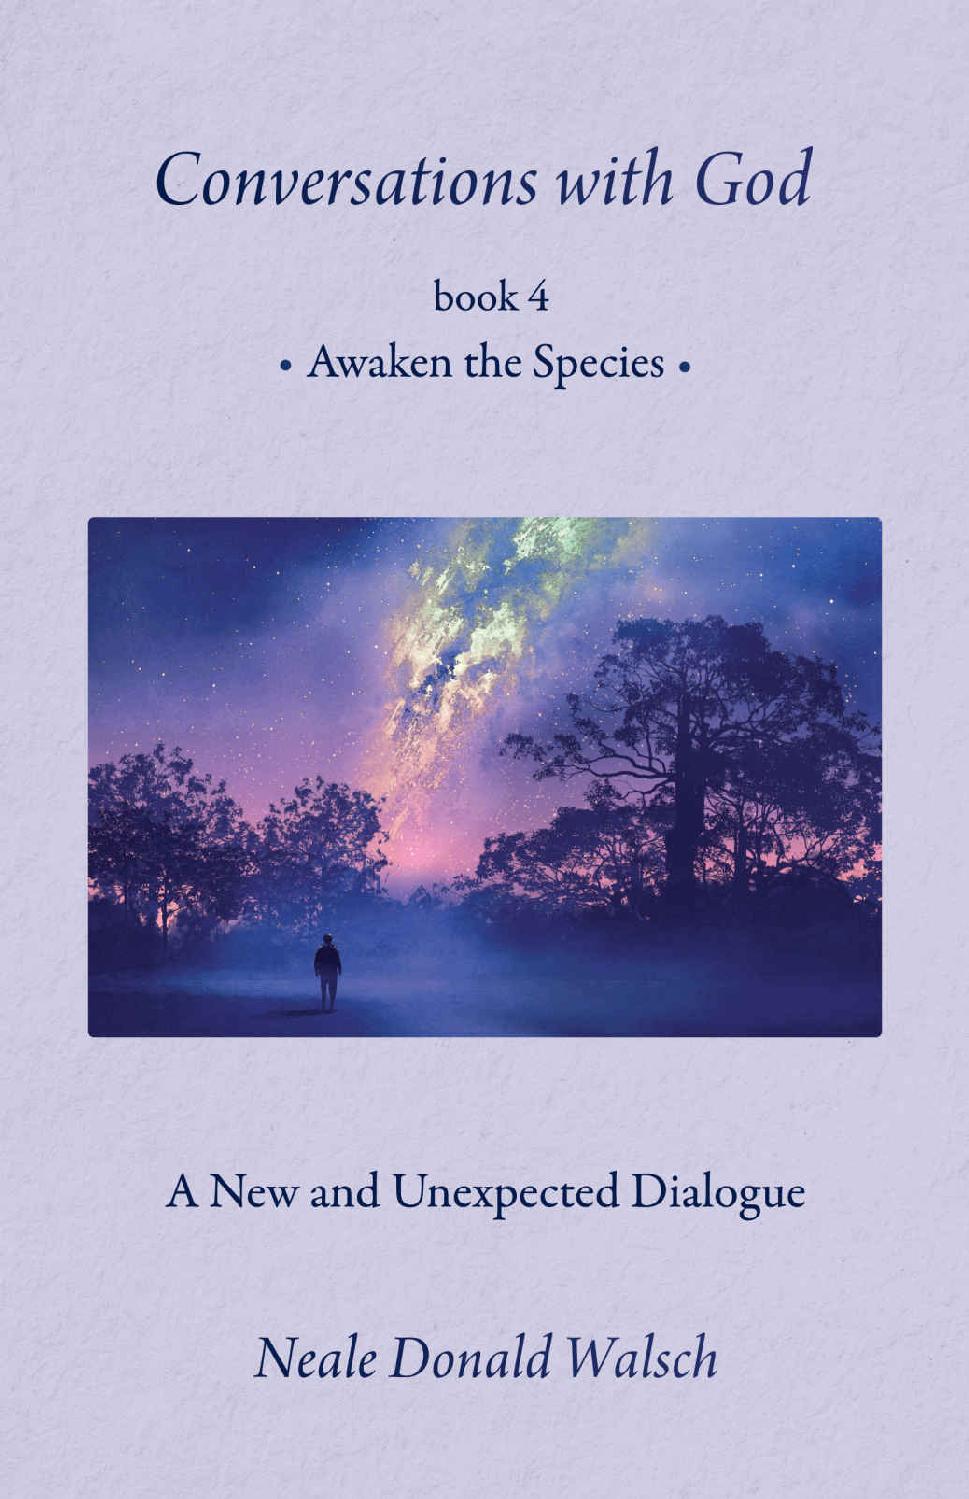 Conversations with God
book 4
• Awaken the Species •
A New and Unexpected Dialogue
Neale Donald Walsch